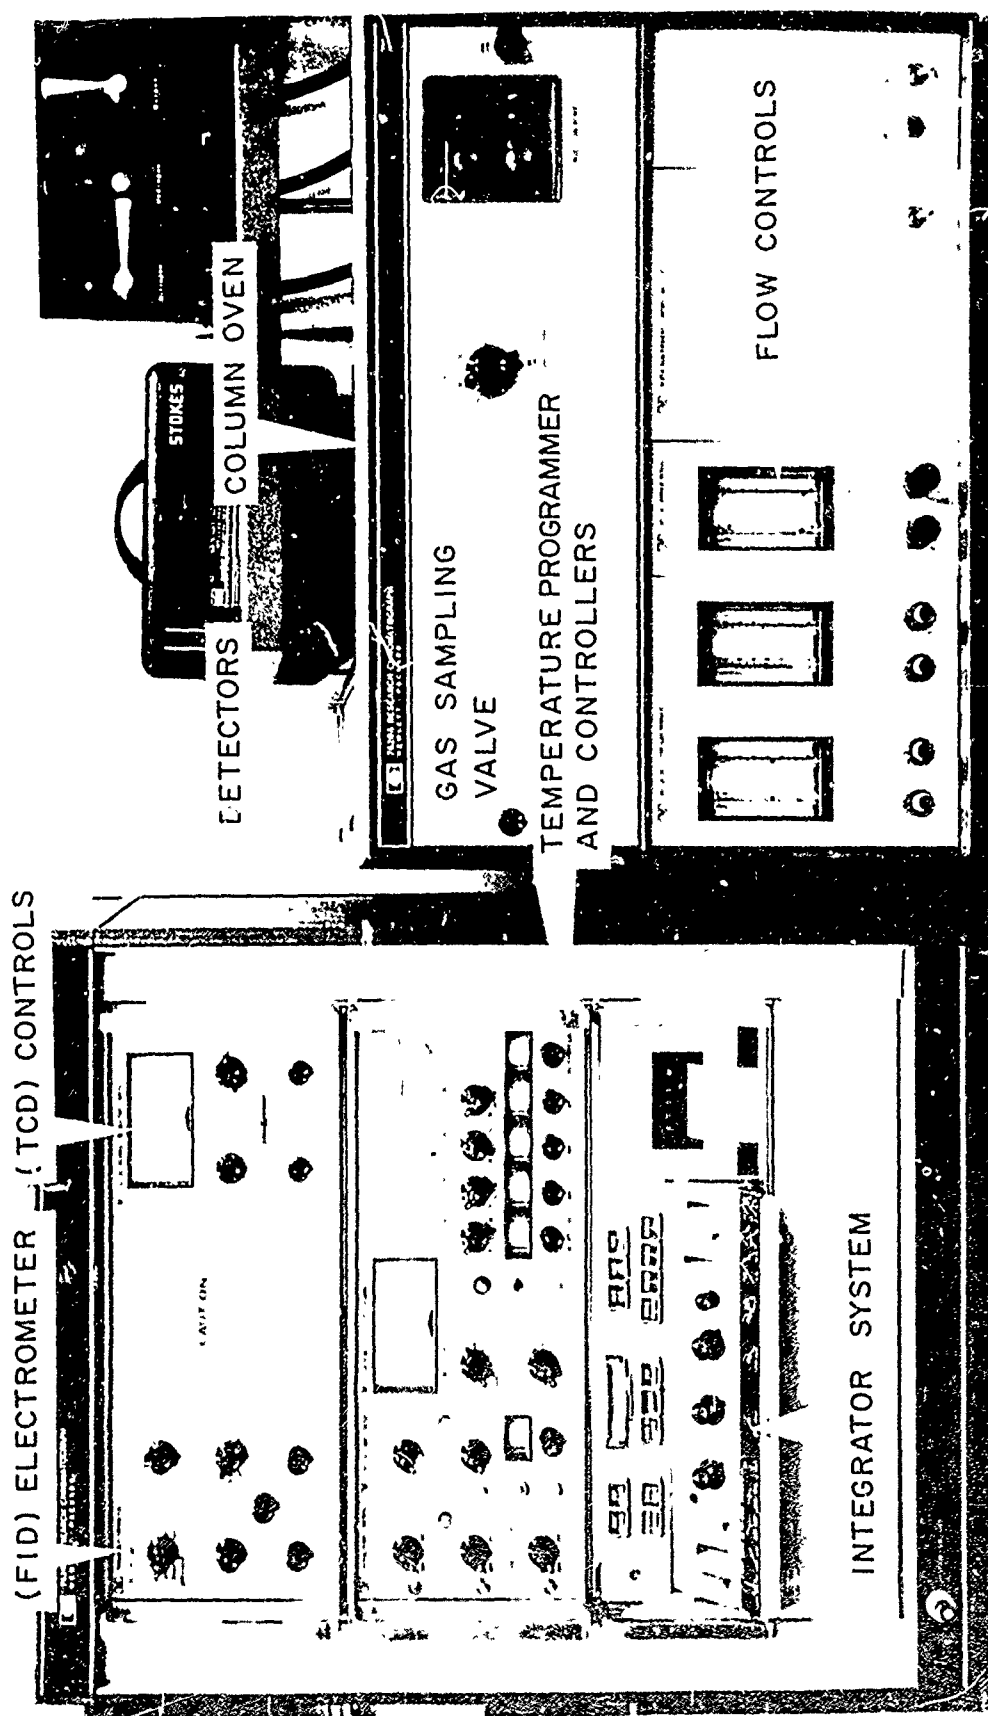 (FID) ELECTROMETER (TCD) CONTROLS
DETECTORS
COLUMN OVEN
STOKES
GAS SAMPLING
VALVE
TEMPERATURE PROGRAMMER
AND CONTROLLERS
FLOW CONTROLS
INTEGRATOR SYSTEM